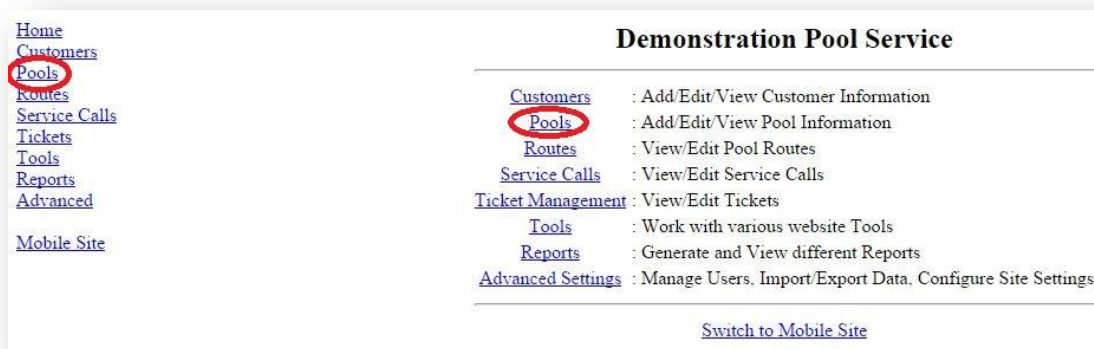 Home
Customers
Pools
Routes
Service Calls
Tickets
Tools
Reports
Advanced
Mobile Site
Demonstration Pool Service
Customers : Add/Edit/View Customer Information
Pools : Add/Edit/View Pool Information
Routes : View/Edit Pool Routes
Service Calls : View/Edit Service Calls
Ticket Management : View/Edit Tickets
Tools : Work with various website Tools
Reports : Generate and View different Reports
Advanced Settings : Manage Users, Import/Export Data, Configure Site Settings
Switch to Mobile Site